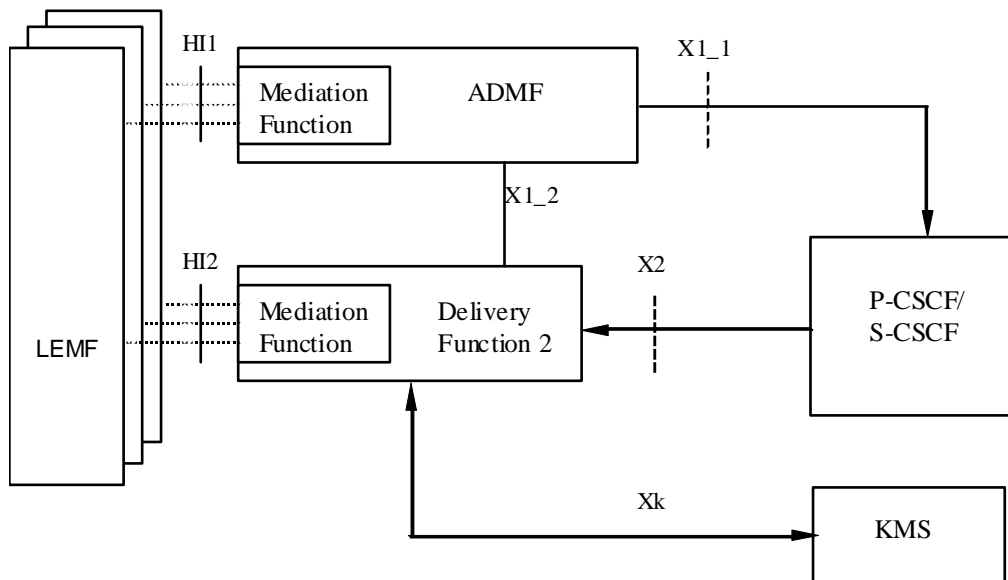 HI1
X1_1
Mediation
Function
ADMF
X1_2
HI2
X2
Mediation
Function
Delivery
Function 2
P-CSCF/
S-CSCF
LEMF
Xk
KMS